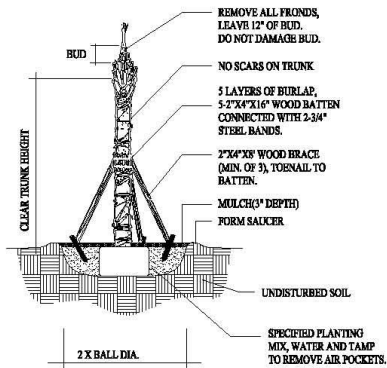 REMOVE ALL FRONDS,
LEAVE 12" OF BUD.
DO NOT DAMAGE BUD.
BUD
NO SCARS ON TRUNK
5 LAYERS OF BURLAP,
5-2"X4"X16" WOOD BATTEN
CONNECTED WITH 2-3/4"
STEEL BANDS.
CLEAR TRUNK HEIGHT
2"X4"X8' WOOD BRACE
(MIN. OF 3), TOENAIL TO
BATTEN.
MULCH(3" DEPTH)
FORM SAUCER
UNDISTURBED SOIL
SPECIFIED PLANTING
MIX, WATER AND TAMP
TO REMOVE AIR POCKETS.
2 X BALL DIA.